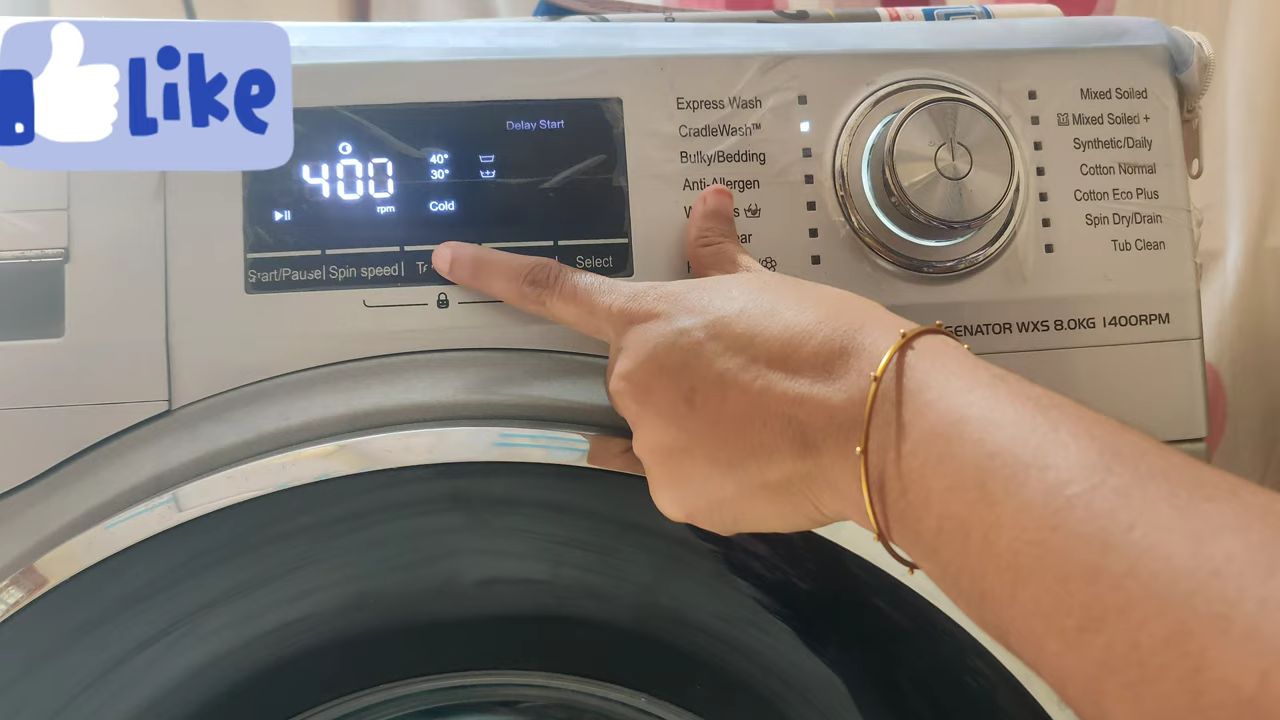 Like
Delay Start
400
rpm
40°
30°
Cold
Start/Pause
Spin speed
Select
Express Wash
CradleWash™
Bulky/Bedding
Anti-Allergen
Mixed Soiled
Mixed Soiled +
Synthetic/Daily
Cotton Normal
Cotton Eco Plus
Spin Dry/Drain
Tub Clean
SENATOR WXS 8.0KG 1400RPM